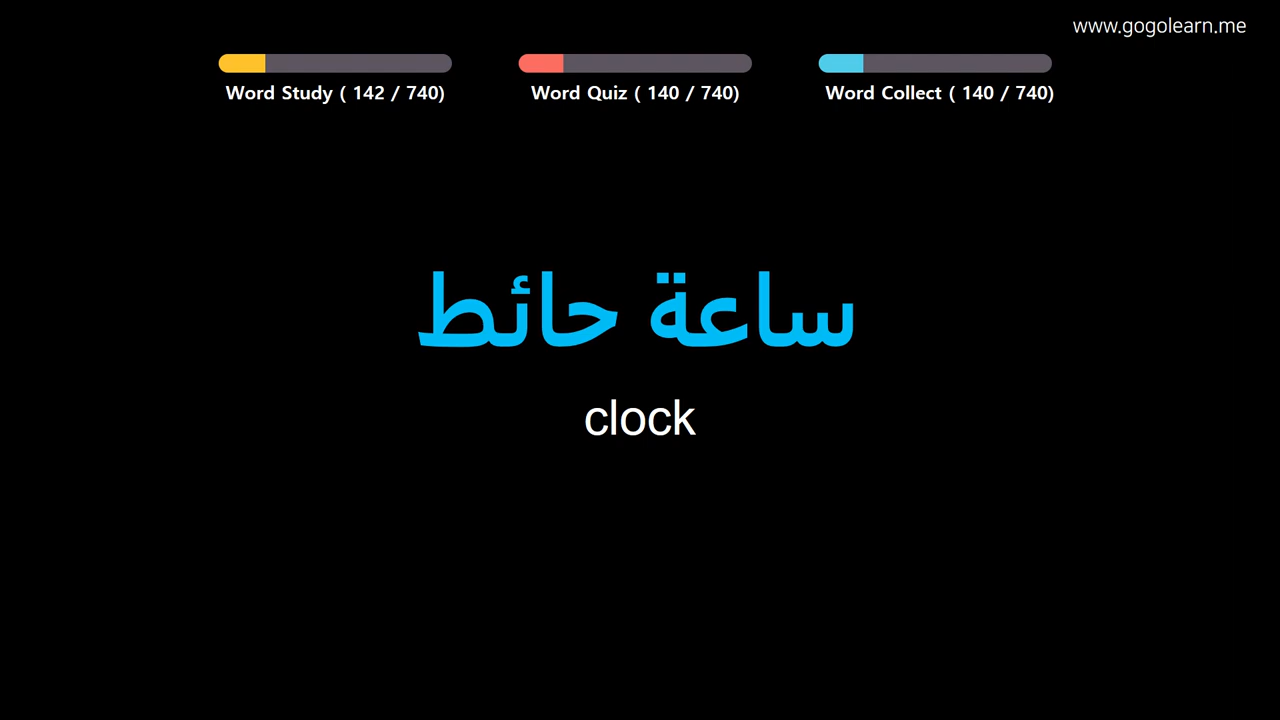 www.gogolearn.me
Word Study ( 142 / 740)
Word Quiz ( 140 / 740)
Word Collect ( 140 / 740)
ساعة حائط
clock